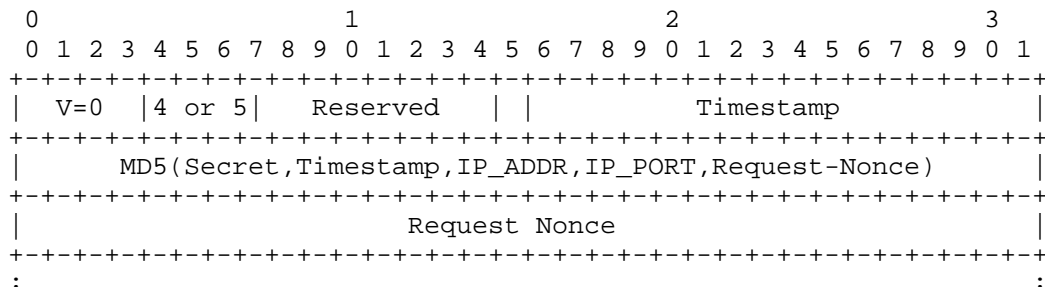 0                   1                   2                   3
 0 1 2 3 4 5 6 7 8 9 0 1 2 3 4 5 6 7 8 9 0 1 2 3 4 5 6 7 8 9 0 1
+-+-+-+-+-+-+-+-+-+-+-+-+-+-+-+-+-+-+-+-+-+-+-+-+-+-+-+-+-+-+-+-+
|  V=0  |4 or 5|   Reserved   | |          Timestamp            |
+-+-+-+-+-+-+-+-+-+-+-+-+-+-+-+-+-+-+-+-+-+-+-+-+-+-+-+-+-+-+-+-+
|      MD5(Secret,Timestamp,IP_ADDR,IP_PORT,Request-Nonce)      |
+-+-+-+-+-+-+-+-+-+-+-+-+-+-+-+-+-+-+-+-+-+-+-+-+-+-+-+-+-+-+-+-+
|                        Request Nonce                          |
+-+-+-+-+-+-+-+-+-+-+-+-+-+-+-+-+-+-+-+-+-+-+-+-+-+-+-+-+-+-+-+-+
:                                                               :